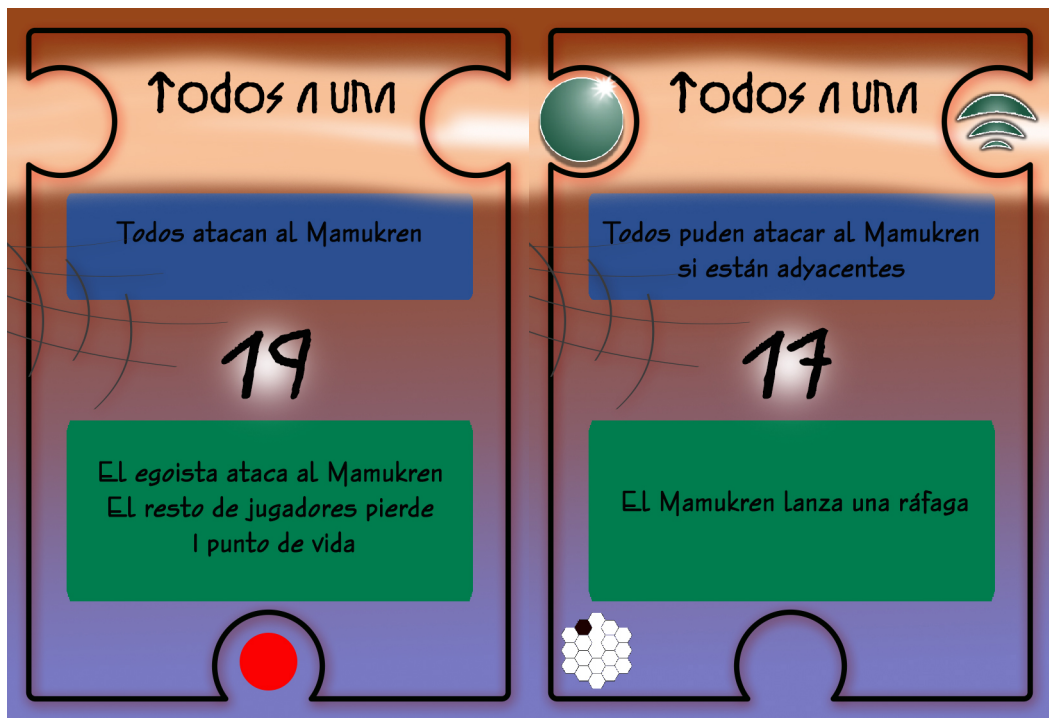 Todos a una
Todos atacan al Mamukren
19
El egoista ataca al Mamukren
El resto de jugadores pierde
1 punto de vida
Todos a una
Todos puden atacar al Mamukren
si están adyacentes
17
El Mamukren lanza una ráfaga